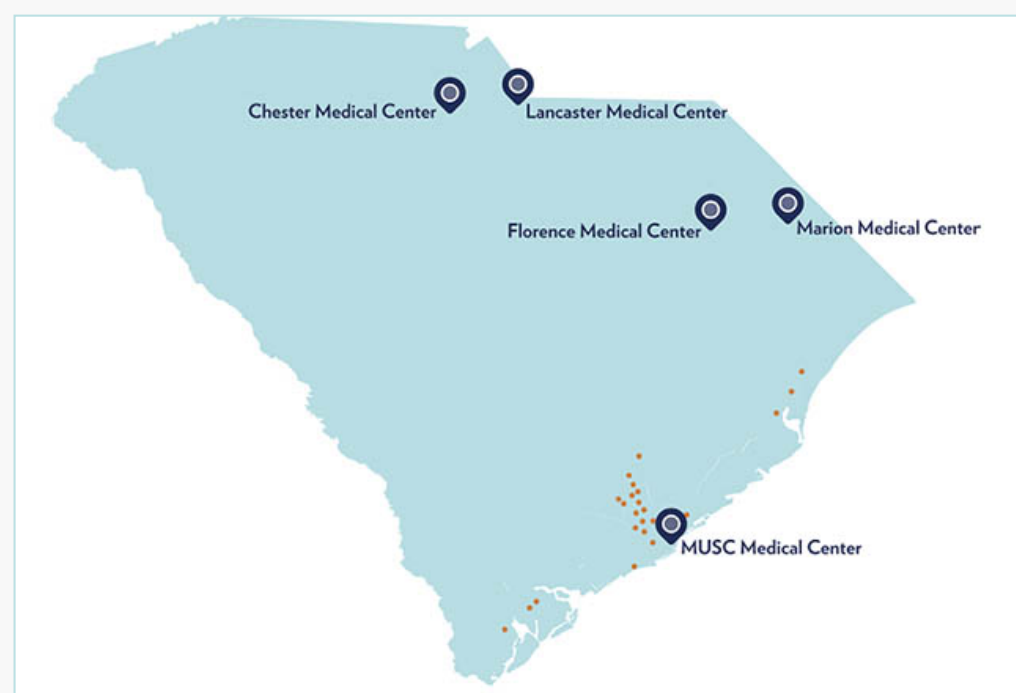 Chester Medical Center
Lancaster Medical Center
Florence Medical Center
Marion Medical Center
MUSC Medical Center